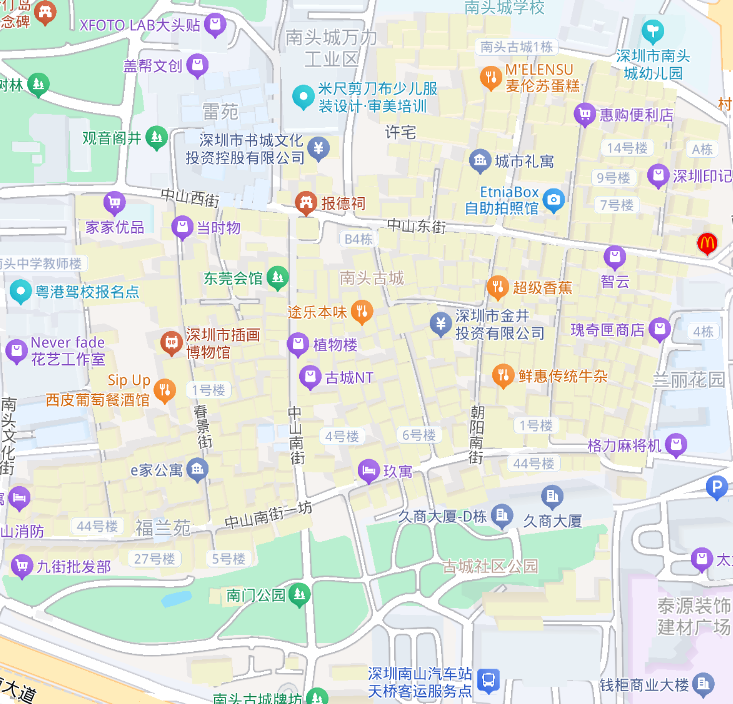 竹岛
念碑
XFOTO LAB大头贴
南头城学校
南头城万力
工业区
南头古城1栋
深圳市南头
城幼儿园
盖帮文创
M'ELENSU
麦伦苏蛋糕
树林
米尺剪刀布少儿服
装设计·审美培训
村
雷苑
惠购便利店
许宅
观音阁井
深圳市书城文化
投资控股有限公司
城市礼寓
14号楼
A栋
9号楼
深圳印记
EtniaBox
自助拍照馆
7号楼
中山西街
报德祠
家家优品
当时物
中山东街
B4栋
头中学教师楼
智云
东莞会馆
南头古城
粤港驾校报名点
超级香蕉
途乐本味
深圳市金井
投资有限公司
瑰奇匣商店
4栋
Never fade
花艺工作室
深圳市插画
博物馆
植物楼
古城NT
鲜惠传统牛杂
兰丽花园
Sip Up
西皮葡萄餐酒馆
1号楼
南头文化街
春景街
中山南街
朝阳南街
4号楼
6号楼
1号楼
格力麻将机
44号楼
e家公寓
玖寓
P
寓
山消防
44号楼
福兰苑
中山南街一坊
久商大厦-D栋
久商大厦
27号楼
5号楼
九街批发部
古城社区公园
太
南门公园
泰源装饰
建材广场
深圳南山汽车站
天桥客运服务点
钱柜商业大楼
南头古城牌坊
大道